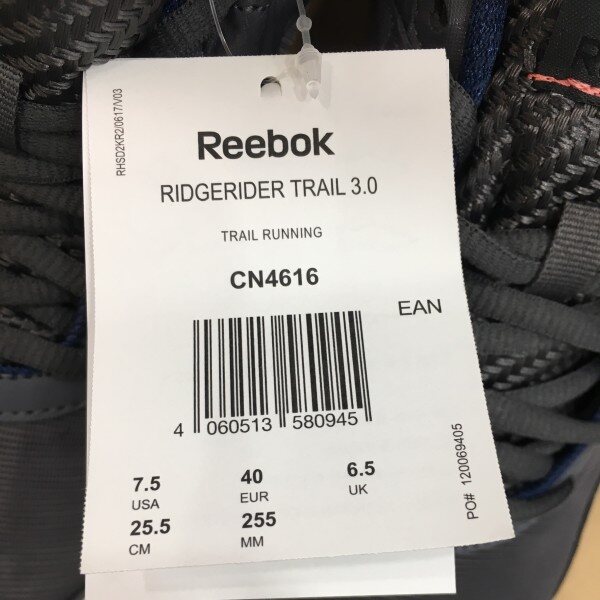 RHSD2KR2/0617/V03
Reebok
RIDGERIDER TRAIL 3.0
TRAIL RUNNING
CN4616
EAN
4 060513 580945
7.5 40 6.5
USA EUR UK
25.5 255
CM MM
PO# 120069405